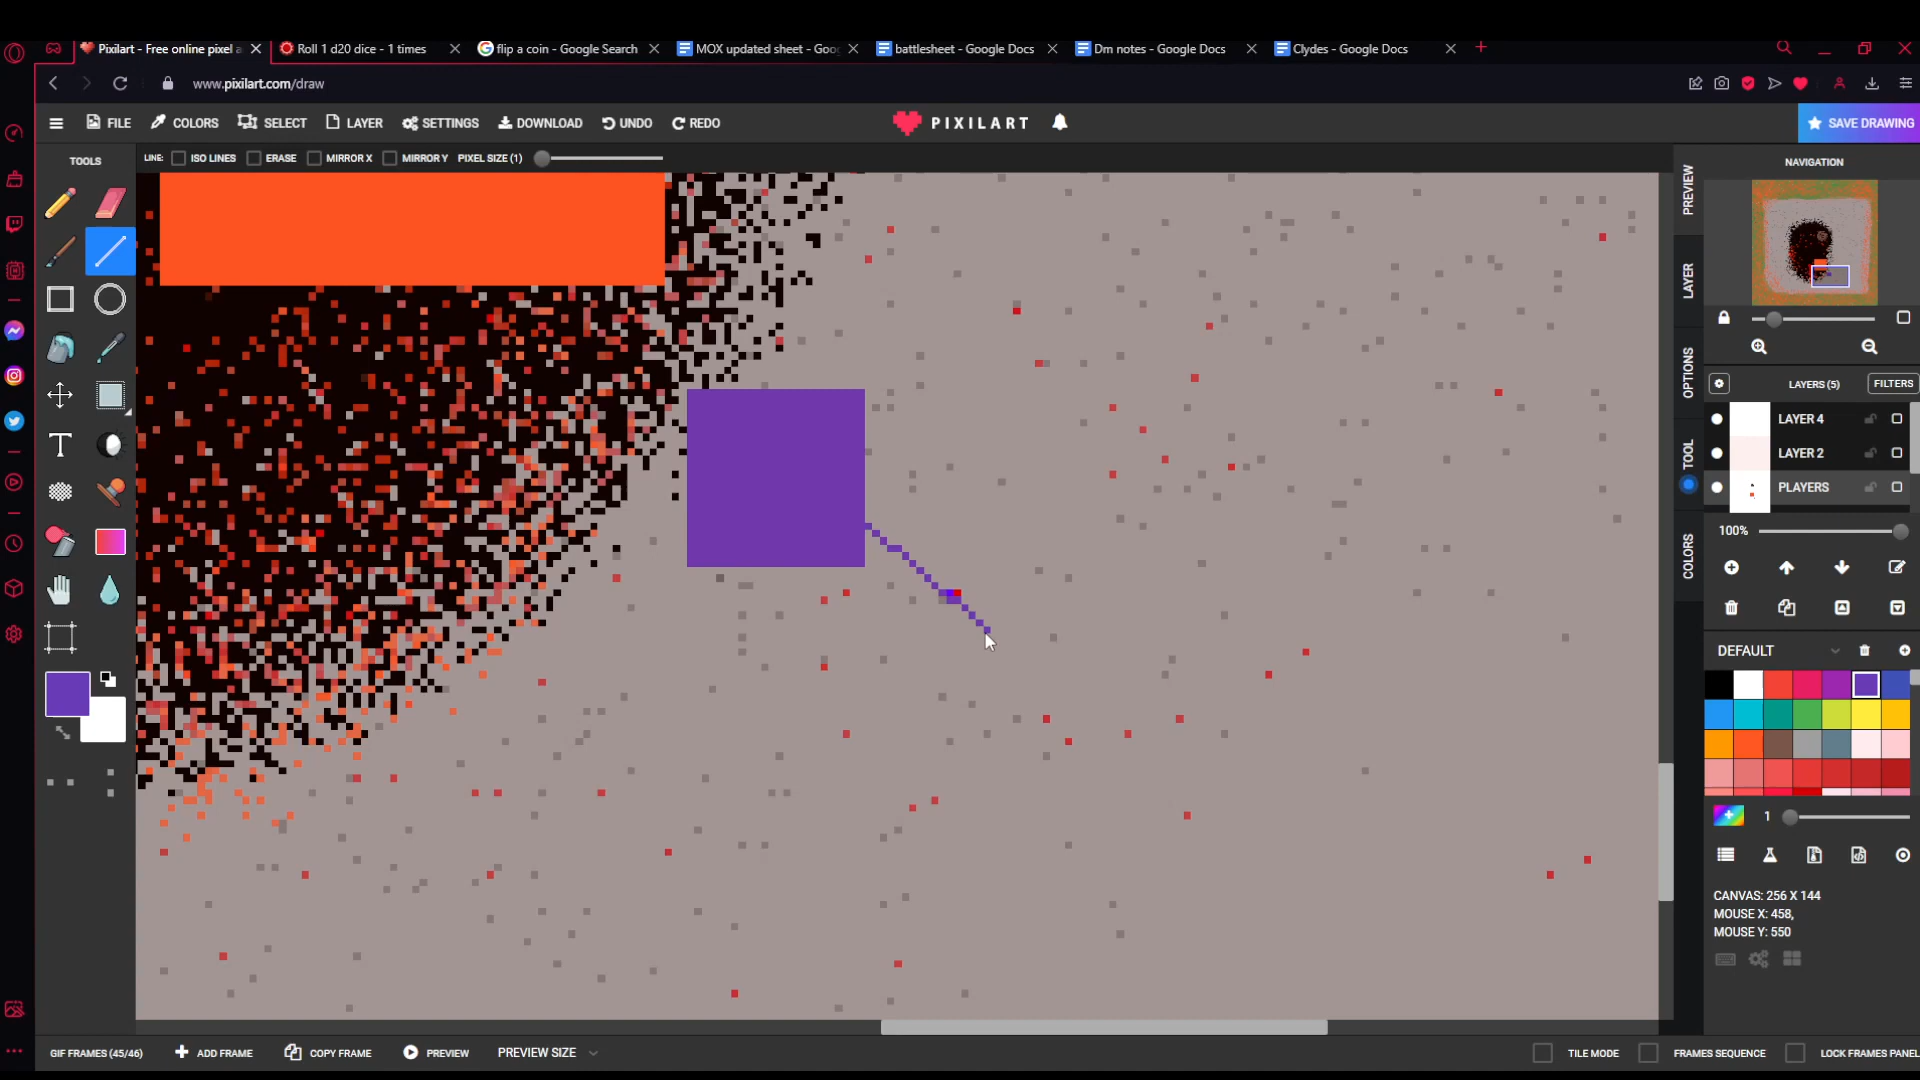 Pixilart - Free online pixel a
Roll 1 d20 dice - 1 times
flip a coin - Google Search
MOX updated sheet - Goo
battlesheet - Google Docs
Dm notes - Google Docs
Clydes - Google Docs
www.pixilart.com/draw
FILE COLORS SELECT LAYER SETTINGS DOWNLOAD UNDO REDO
PIXILART
SAVE DRAWING
TOOLS
LINE: ISO LINES ERASE MIRROR X MIRROR Y PIXEL SIZE (1)
PREVIEW
LAYER
OPTIONS
TOOL
COLORS
NAVIGATION
LAYERS (5) FILTERS
LAYER 4
LAYER 2
PLAYERS
100%
DEFAULT
1
CANVAS: 256 X 144
MOUSE X: 458,
MOUSE Y: 550
GIF FRAMES (45/46) ADD FRAME COPY FRAME PREVIEW PREVIEW SIZE
TILE MODE FRAMES SEQUENCE LOCK FRAMES PANEL